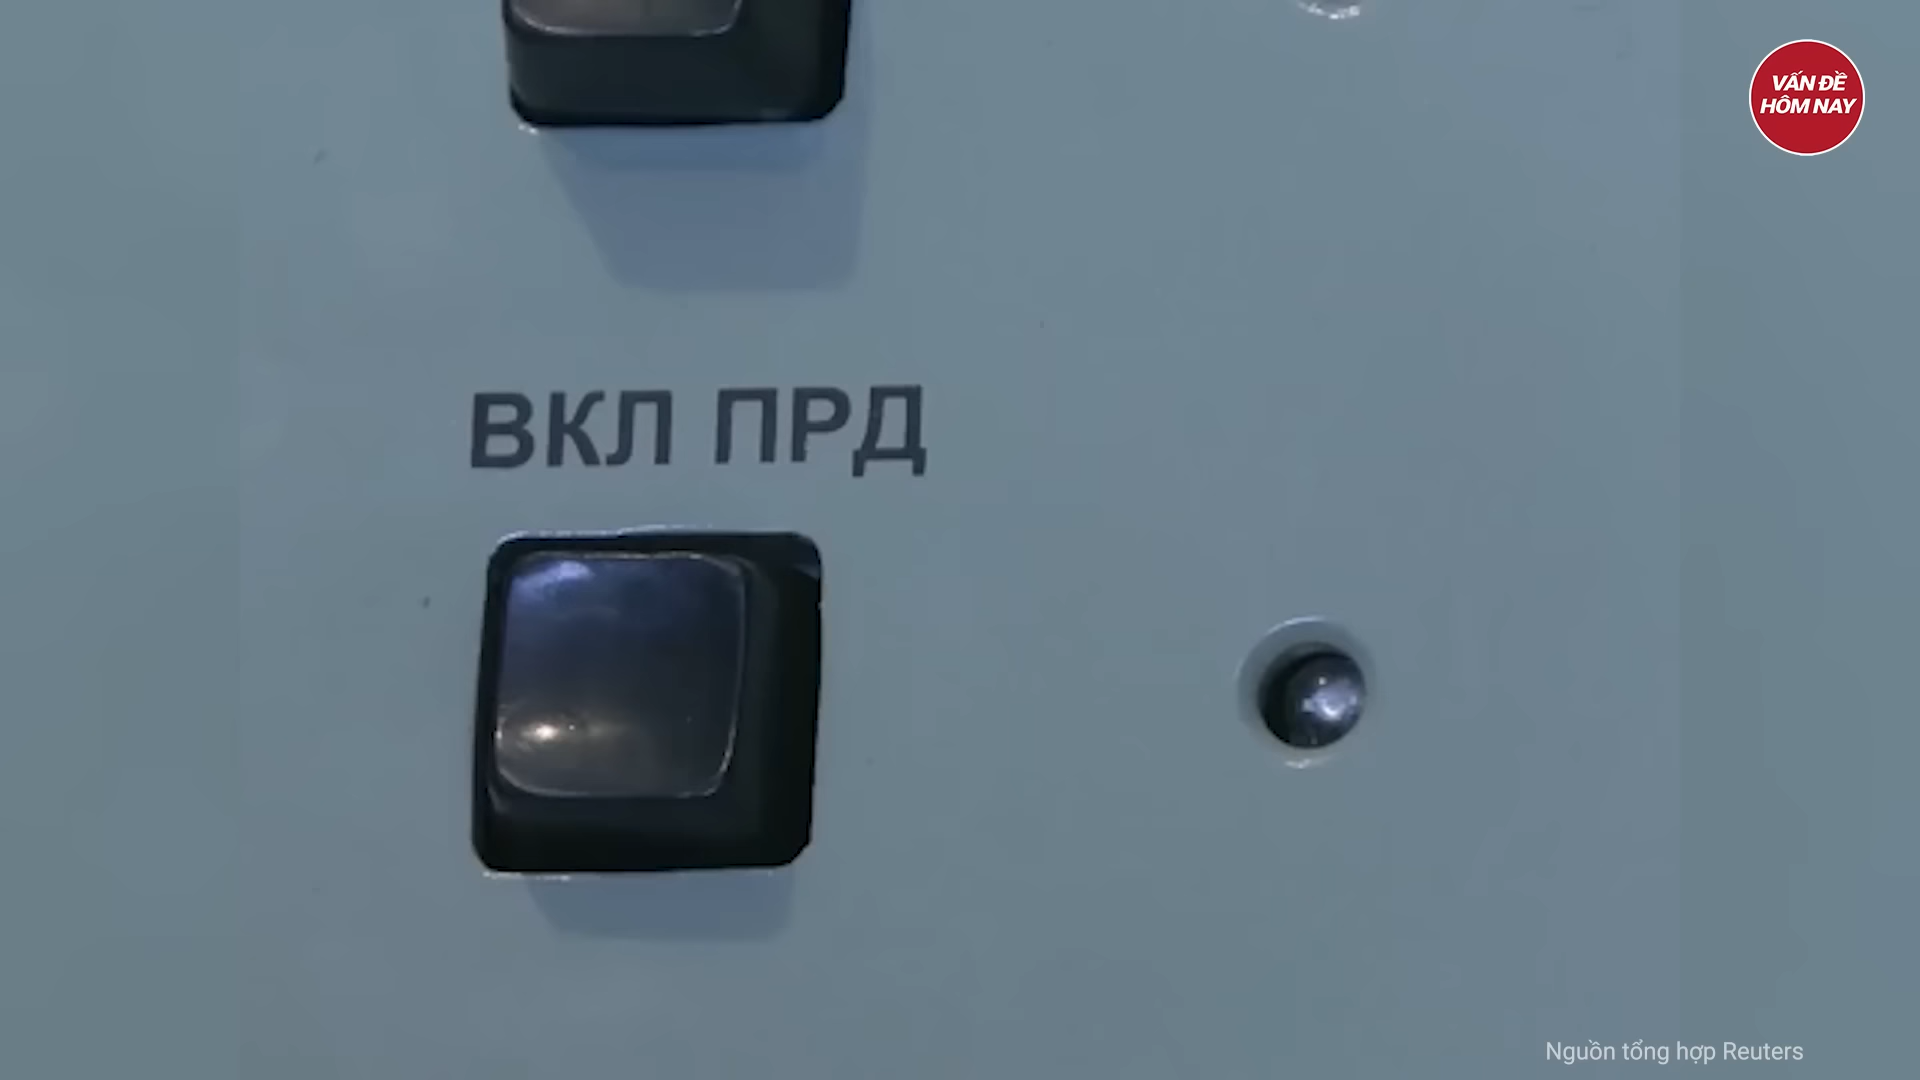 VẤN ĐỀ
HÔM NAY
ВКЛ ПРД
Nguồn tổng hợp Reuters